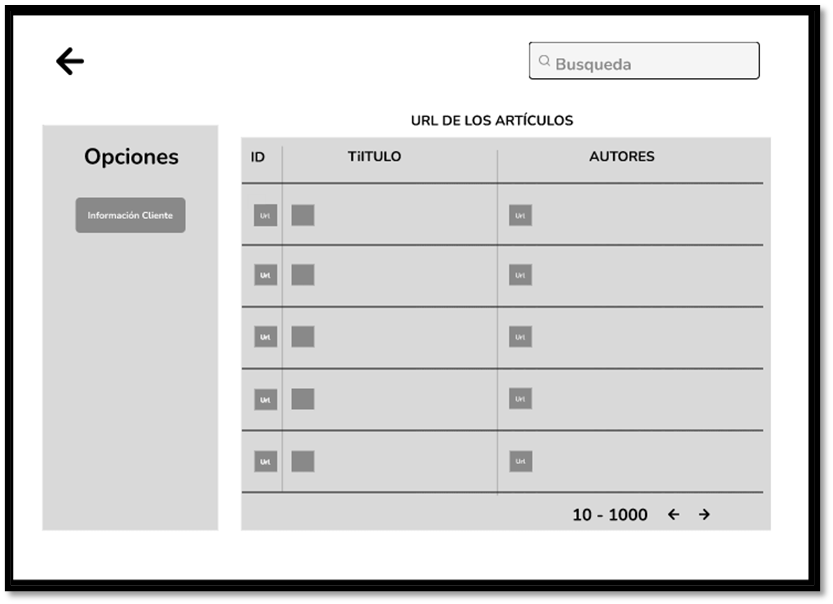 Busqueda
URL DE LOS ARTÍCULOS
Opciones
Información Cliente
ID TiITULO AUTORES
Url Url
Url Url
Url Url
Url Url
Url Url
10 - 1000